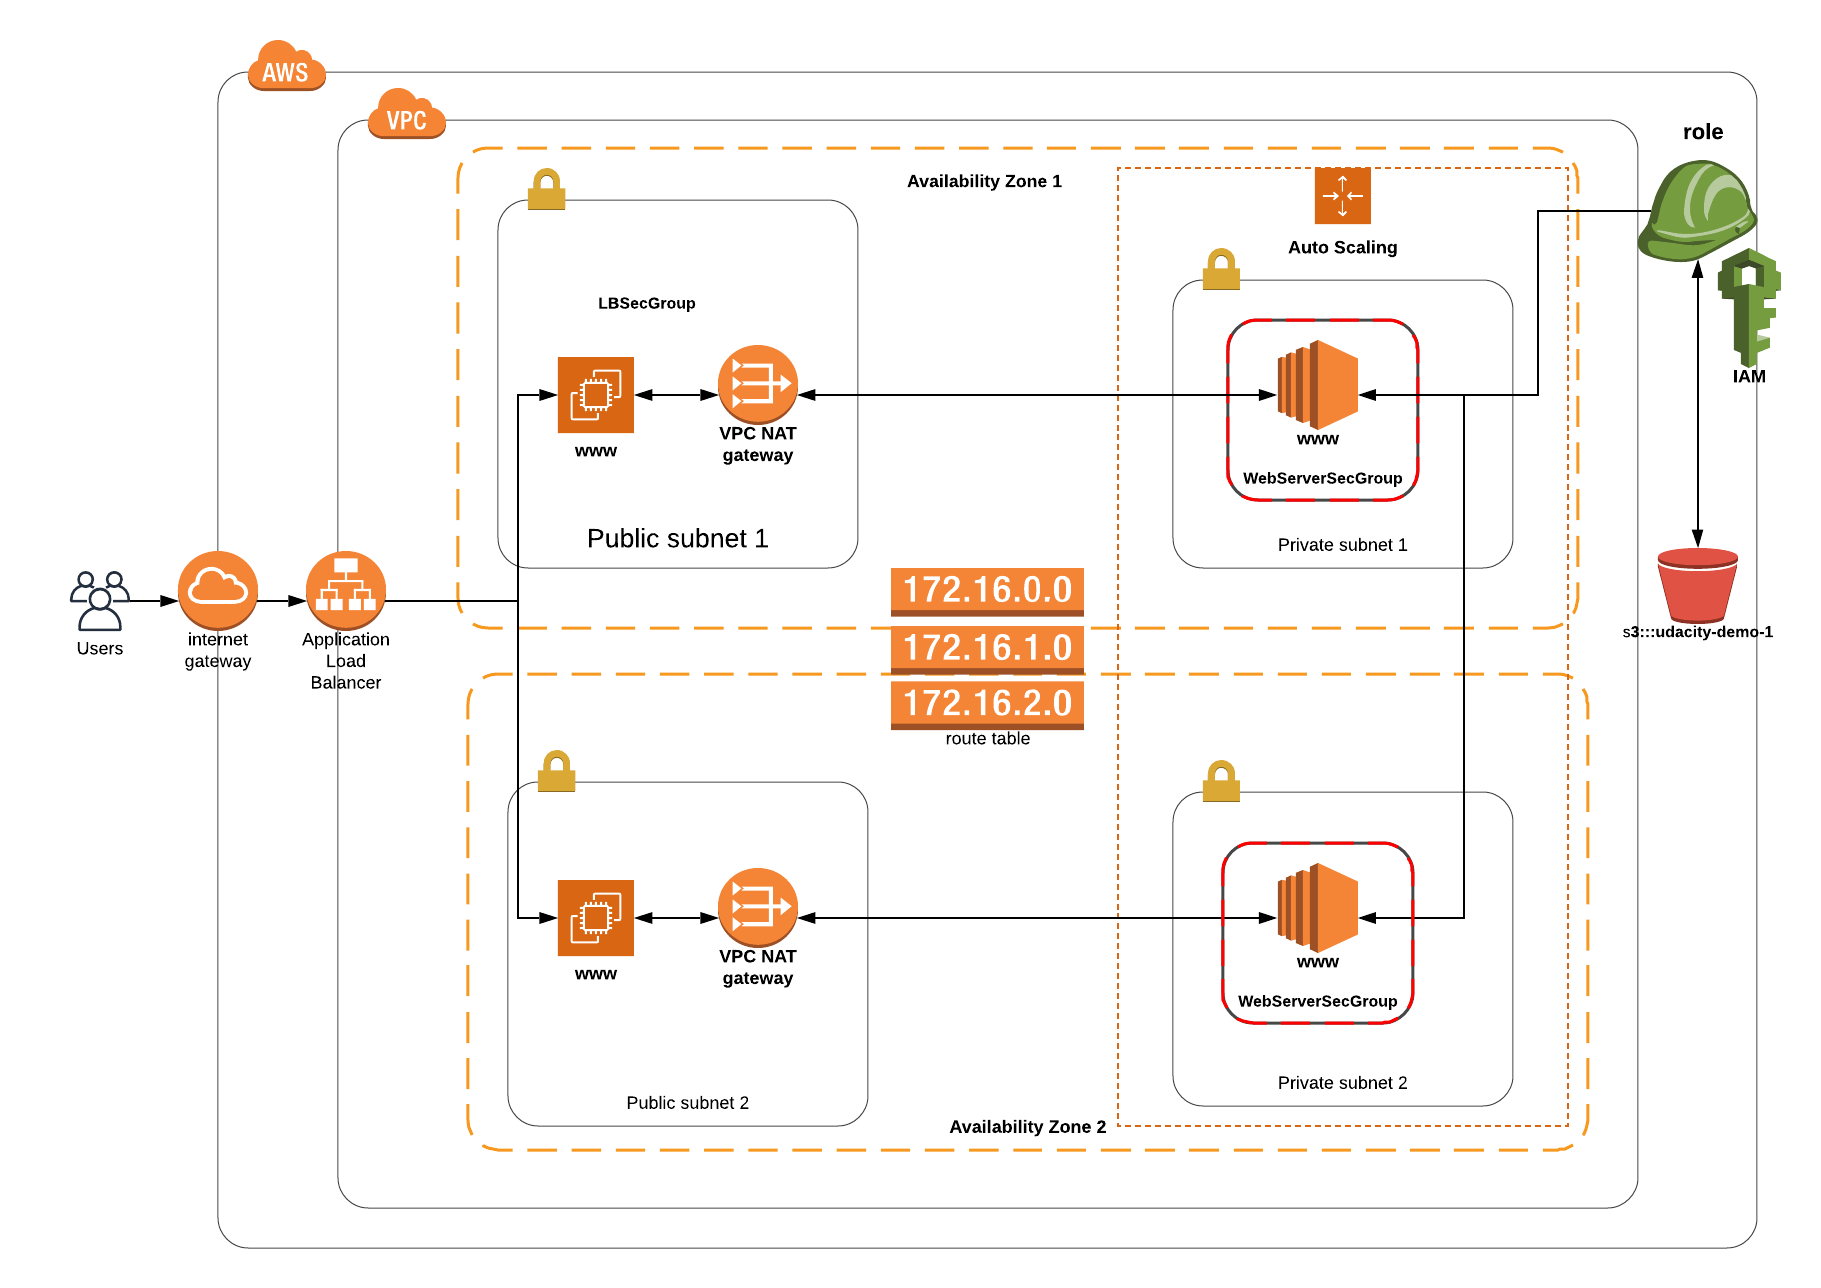 AWS
VPC
role
Availability Zone 1
Auto Scaling
LBSecGroup
IAM
www
VPC NAT
gateway
www
WebServerSecGroup
Public subnet 1
Private subnet 1
172.16.0.0
172.16.1.0
172.16.2.0
route table
Users
internet
gateway
Application
Load
Balancer
s3:::udacity-demo-1
www
VPC NAT
gateway
www
WebServerSecGroup
Public subnet 2
Private subnet 2
Availability Zone 2